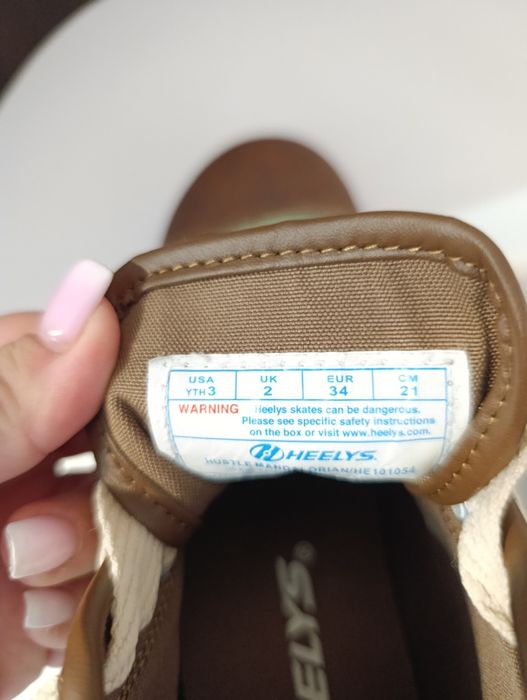 USA UK EUR CM
YTH 3 2 34 21
WARNING Heelys skates can be dangerous.
Please see specific safety instructions
on the box or visit www.heelys.com.
HEELYS.
HUSTLE MANDALORIAN/HE101054
ELYS®